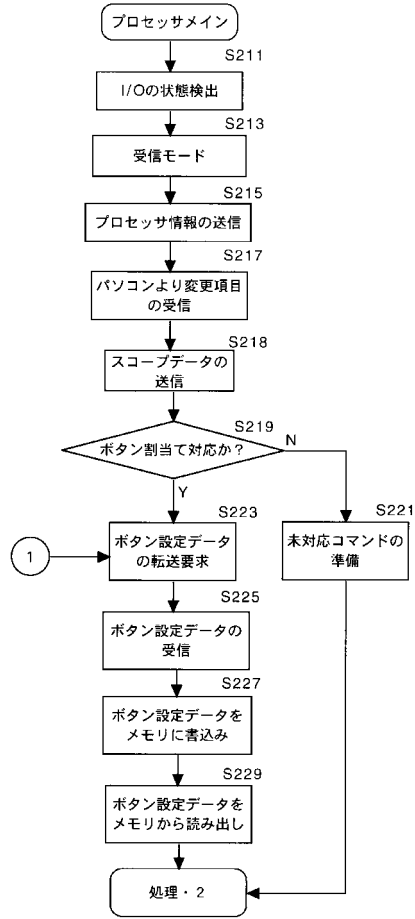 プロセッサメイン
S211
I/Oの状態検出
S213
受信モード
S215
プロセッサ情報の送信
S217
パソコンより変更項目
の受信
S218
スコープデータの
送信
S219
ボタン割当て対応か?
N
Y
S223
S221
1
ボタン設定データ
の転送要求
未対応コマンドの
準備
S225
ボタン設定データの
受信
S227
ボタン設定データを
メモリに書込み
S229
ボタン設定データを
メモリから読み出し
処理・2